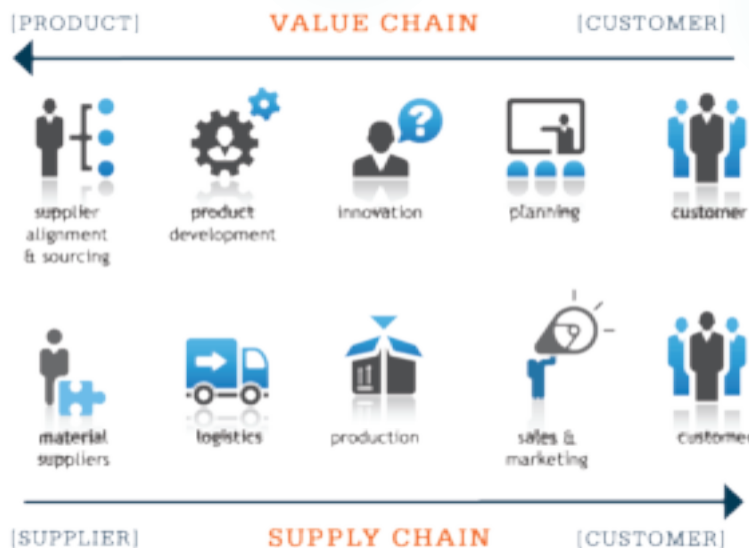 [PRODUCT] VALUE CHAIN [CUSTOMER]
supplier alignment & sourcing
product development
innovation
planning
customer
?
material suppliers
logistics
production
sales & marketing
customer
[SUPPLIER] SUPPLY CHAIN [CUSTOMER]